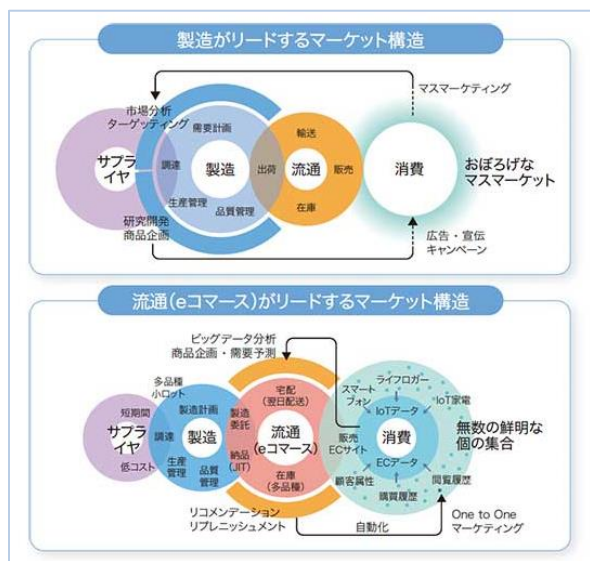 製造がリードするマーケット構造
マスマーケティング
市場分析
ターゲッティング
需要計画
輸送
サプラ
イヤ
調達
製造
出荷
流通
販売
消費
おぼろげな
マスマーケット
生産管理
品質管理
在庫
研究開発
商品企画
広告・宣伝
キャンペーン
流通(eコマース)がリードするマーケット構造
ビッグデータ分析
商品企画・需要予測
多品種
小ロット
宅配
(翌日配送)
スマート
フォン
ライフロガー
IoT家電
短期間
製造計画
製造
委託
IoTデータ
サプラ
イヤ
調達
製造
流通
(eコマース)
販売
ECサイト
消費
無数の鮮明な
個の集合
低コスト
生産
管理
品質
管理
納品
(JIT)
在庫
(多品種)
ECデータ
顧客属性
購買履歴
閲覧履歴
リコメンデーション
リプレニッシュメント
自動化
One to One
マーケティング